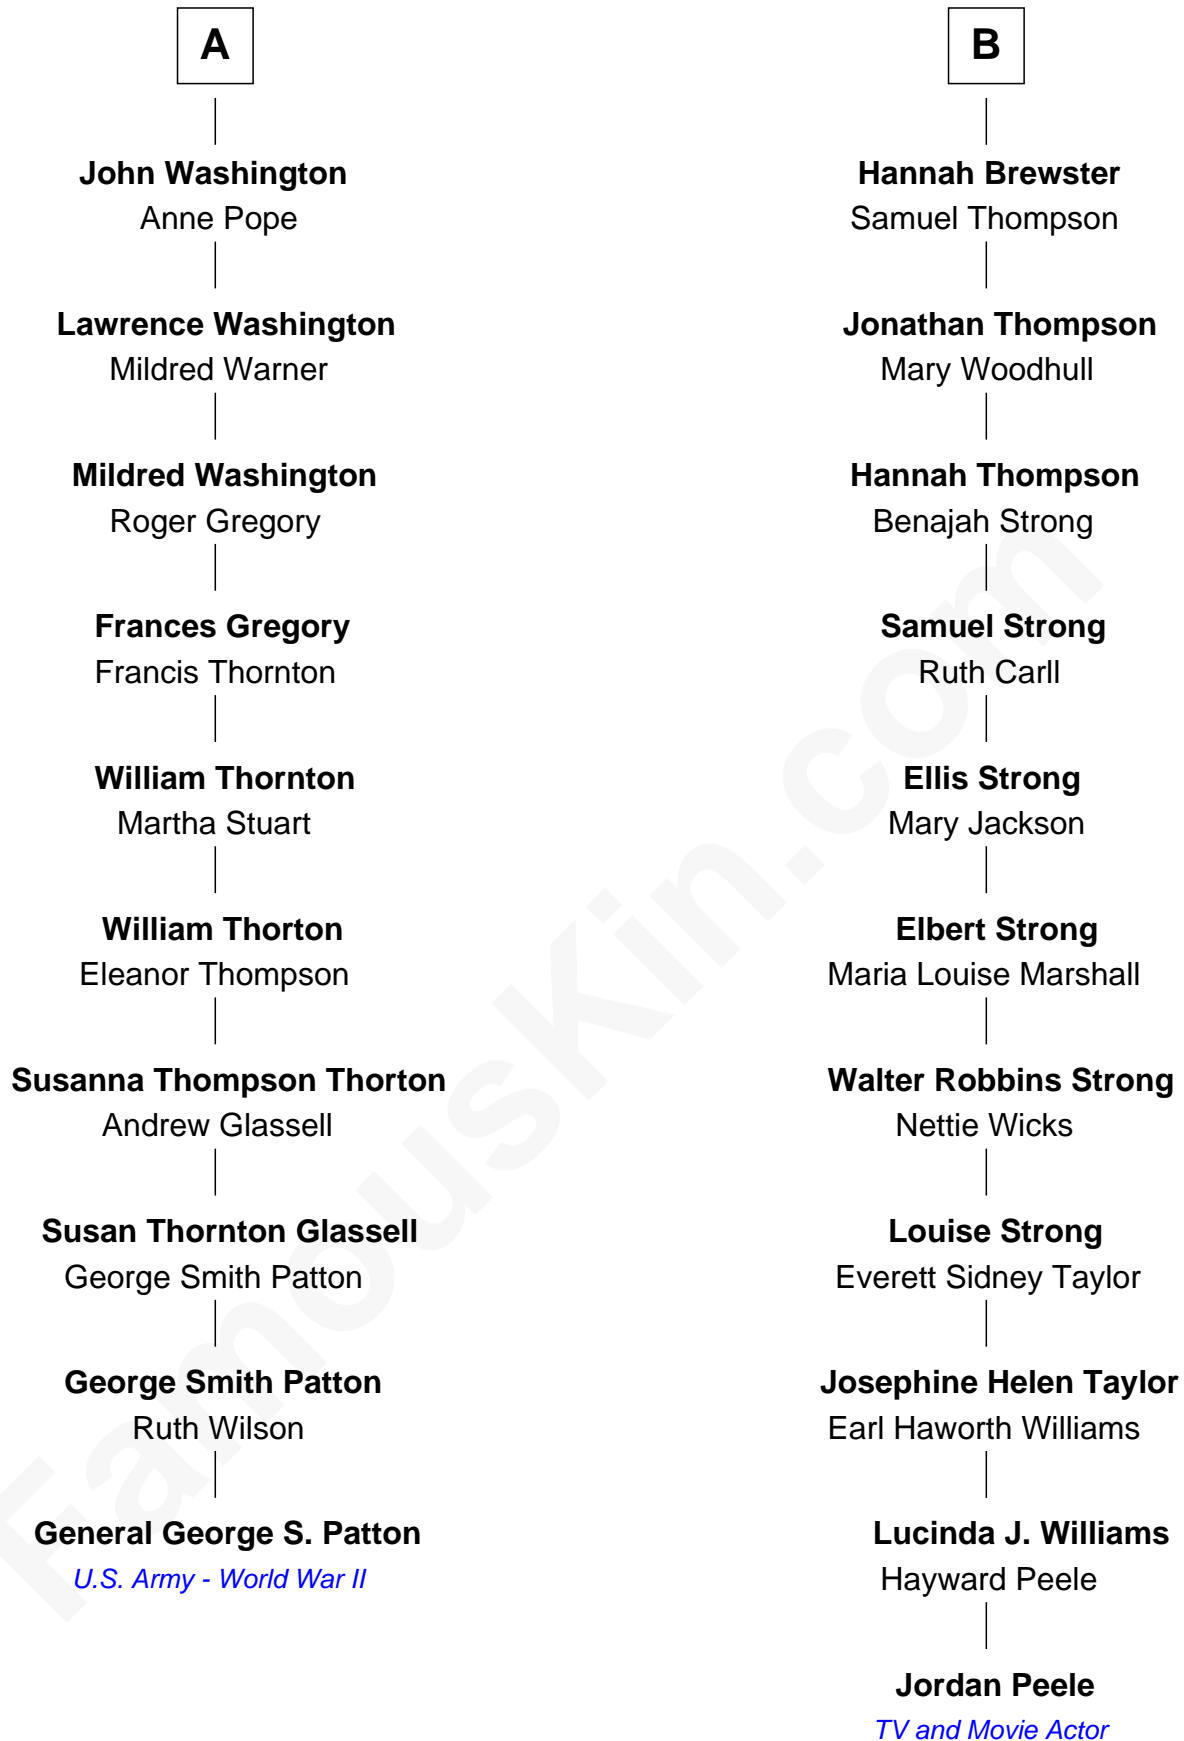 A
John Washington
Anne Pope
Lawrence Washington
Mildred Warner
Mildred Washington
Roger Gregory
Frances Gregory
Francis Thornton
William Thornton
Martha Stuart
William Thorton
Eleanor Thompson
Susanna Thompson Thorton
Andrew Glassell
Susan Thornton Glassell
George Smith Patton
George Smith Patton
Ruth Wilson
General George S. Patton
U.S. Army - World War II
B
Hannah Brewster
Samuel Thompson
Jonathan Thompson
Mary Woodhull
Hannah Thompson
Benajah Strong
Samuel Strong
Ruth Carll
Ellis Strong
Mary Jackson
Elbert Strong
Maria Louise Marshall
Walter Robbins Strong
Nettie Wicks
Louise Strong
Everett Sidney Taylor
Josephine Helen Taylor
Earl Haworth Williams
Lucinda J. Williams
Hayward Peele
Jordan Peele
TV and Movie Actor
FamousKin.com